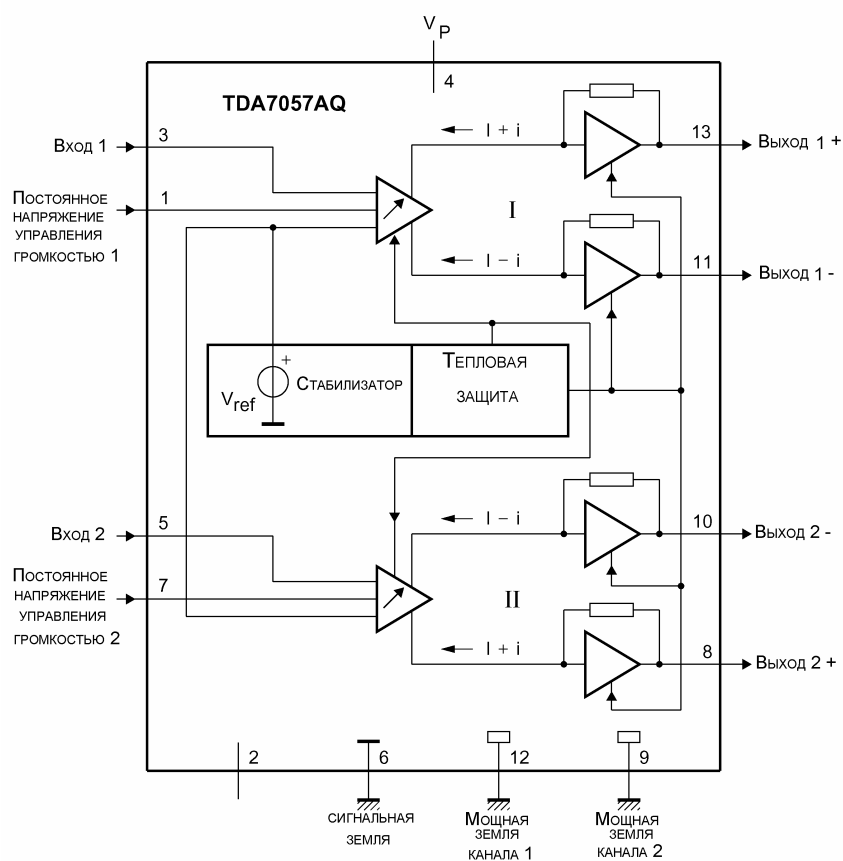 VP
4
TDA7057AQ
3
Вход 1
I + i
13
Выход 1 +
Постоянное
напряжение
управления
громкостью 1
1
I
I – i
11
Выход 1 -
+
Стабилизатор
Vref
Тепловая
защита
5
Вход 2
I – i
10
Выход 2 -
Постоянное
напряжение
управления
громкостью 2
7
II
I + i
8
Выход 2 +
2
6
12
9
сигнальная
земля
Мощная
земля
канала 1
Мощная
земля
канала 2